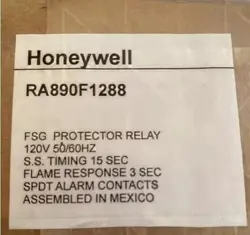 Honeywell
RA890F1288
FSG PROTECTOR RELAY
120V 50/60HZ
S.S. TIMING 15 SEC
FLAME RESPONSE 3 SEC
SPDT ALARM CONTACTS
ASSEMBLED IN MEXICO